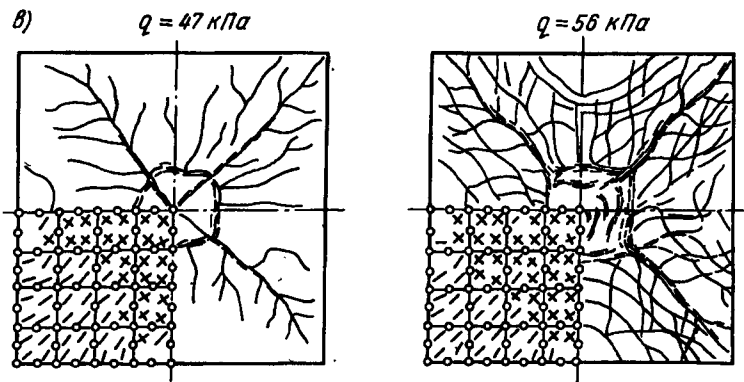 в)
q = 47 кПа
q = 56 кПа